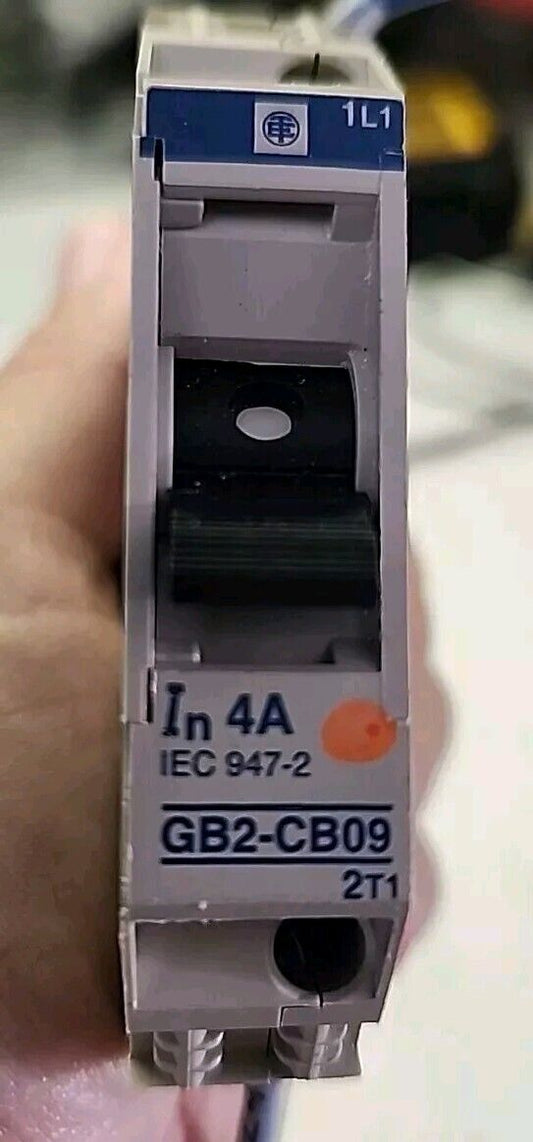 1L1
In 4A
IEC 947-2
GB2-CB09
2T1